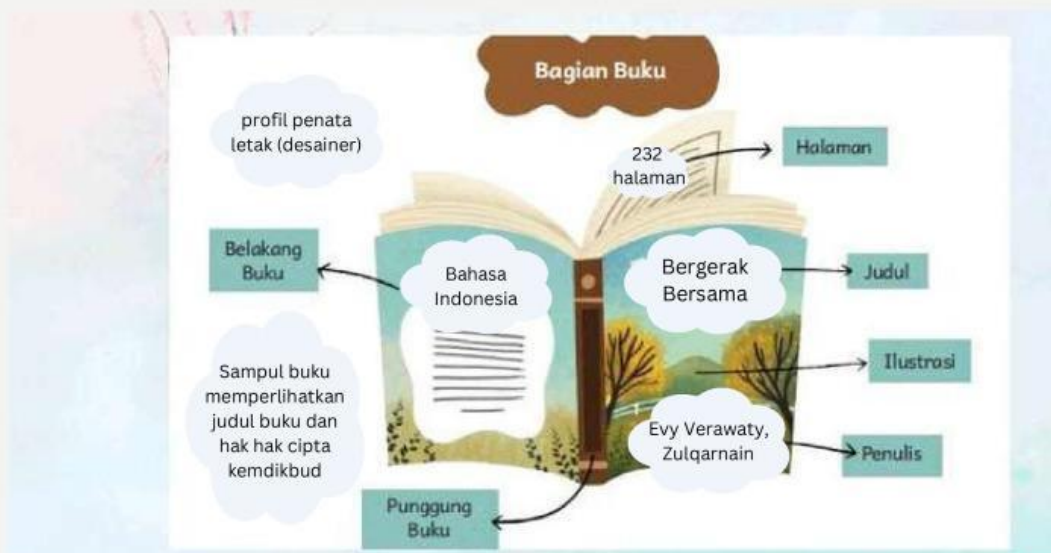 Bagian Buku
profil penata
letak (desainer)
232
halaman
Halaman
Belakang
Buku
Bahasa
Indonesia
Bergerak
Bersama
Judul
Ilustrasi
Sampul buku
memperlihatkan
judul buku dan
hak hak cipta
kemdikbud
Evy Verawaty,
Zulqarnain
Penulis
Punggung
Buku